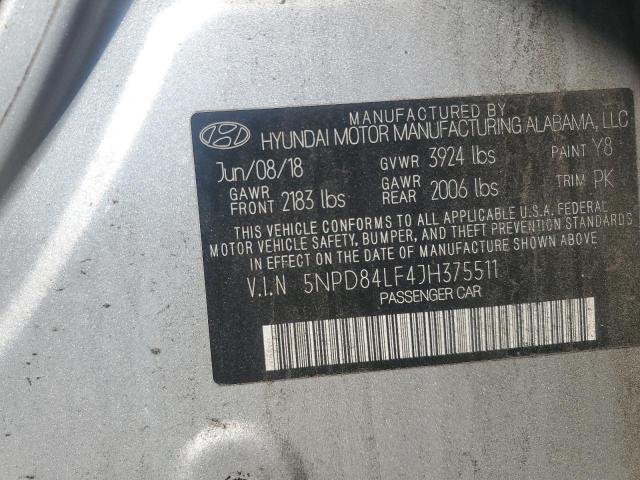 MANUFACTURED BY
HYUNDAI MOTOR MANUFACTURING ALABAMA, LLC
Jun/08/18 GVWR 3924 lbs PAINT Y8
GAWR FRONT 2183 lbs GAWR REAR 2006 lbs TRIM PK
THIS VEHICLE CONFORMS TO ALL APPLICABLE U.S.A. FEDERAL
MOTOR VEHICLE SAFETY, BUMPER, AND THEFT PREVENTION STANDARDS
IN EFFECT ON THE DATE OF MANUFACTURE SHOWN ABOVE
V.I.N 5NPD84LF4JH375511
PASSENGER CAR